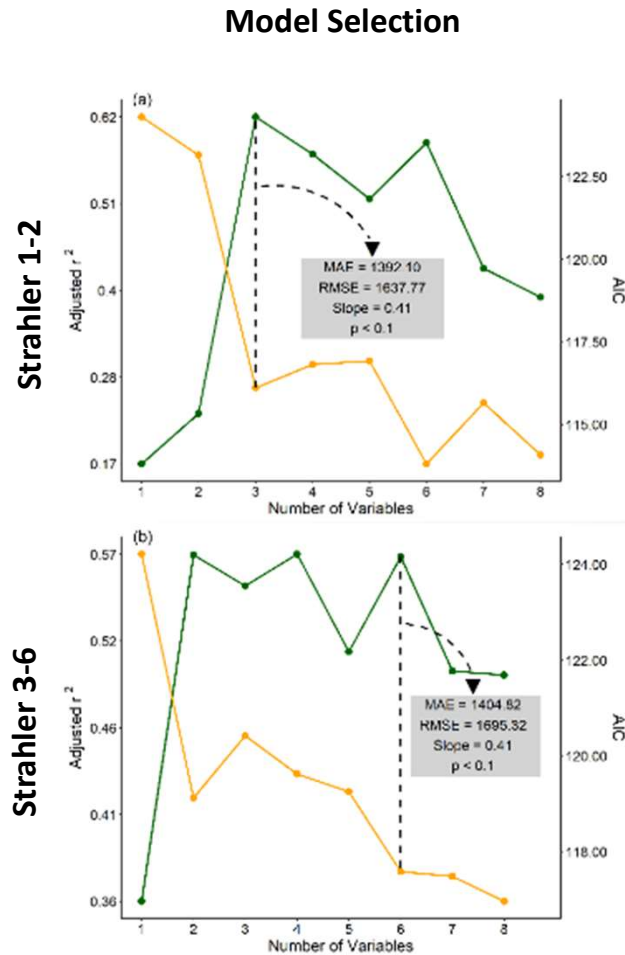 Model Selection
Strahler 1-2
(a)
Adjusted r²
0.62
0.51
0.4
0.28
0.17
122.50
120.00
117.50
115.00
AIC
MAE = 1392.10
RMSE = 1637.77
Slope = 0.41
p < 0.1
1 2 3 4 5 6 7 8
Number of Variables
Strahler 3-6
(b)
Adjusted r²
0.57
0.52
0.46
0.41
0.36
124.00
122.00
120.00
118.00
AIC
MAE = 1404.82
RMSE = 1695.32
Slope = 0.41
p < 0.1
1 2 3 4 5 6 7 8
Number of Variables